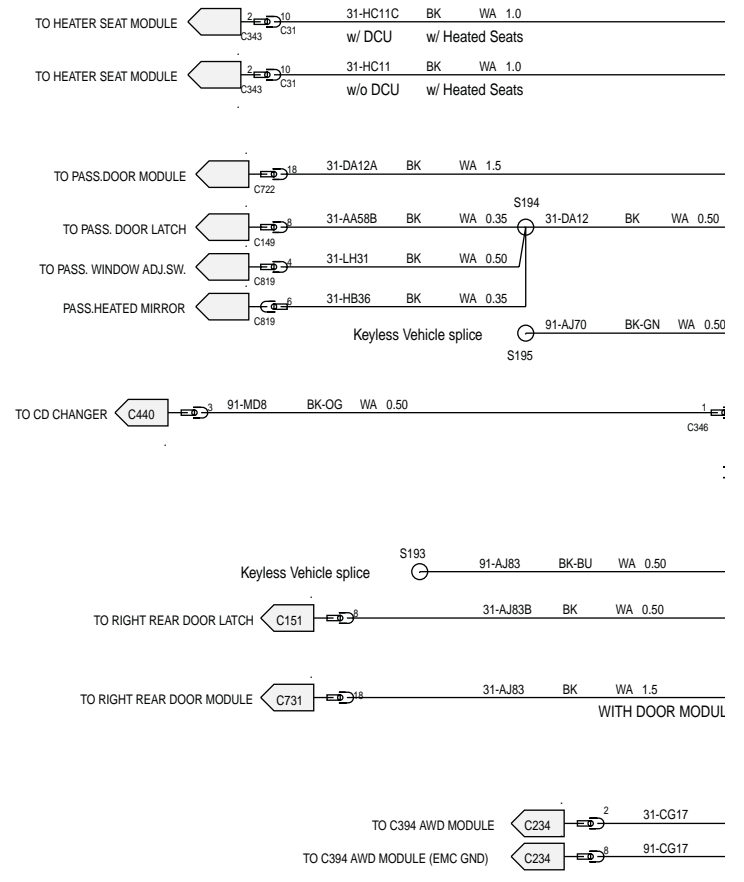 TO HEATER SEAT MODULE 2 10 31-HC11C BK WA 1.0
C343 C31 w/ DCU w/ Heated Seats
TO HEATER SEAT MODULE 2 10 31-HC11 BK WA 1.0
C343 C31 w/o DCU w/ Heated Seats
TO PASS.DOOR MODULE 18 31-DA12A BK WA 1.5
C722
S194
TO PASS. DOOR LATCH 8 31-AA58B BK WA 0.35 31-DA12 BK WA 0.50
C149
TO PASS. WINDOW ADJ.SW. 4 31-LH31 BK WA 0.50
C819
PASS.HEATED MIRROR 6 31-HB36 BK WA 0.35
C819
Keyless Vehicle splice 91-AJ70 BK-GN WA 0.50
S195
TO CD CHANGER C440 3 91-MD8 BK-OG WA 0.50 1
C346
S193
Keyless Vehicle splice 91-AJ83 BK-BU WA 0.50
TO RIGHT REAR DOOR LATCH C151 8 31-AJ83B BK WA 0.50
TO RIGHT REAR DOOR MODULE C731 18 31-AJ83 BK WA 1.5
WITH DOOR MODUL
TO C394 AWD MODULE C234 2 31-CG17
TO C394 AWD MODULE (EMC GND) C234 8 91-CG17